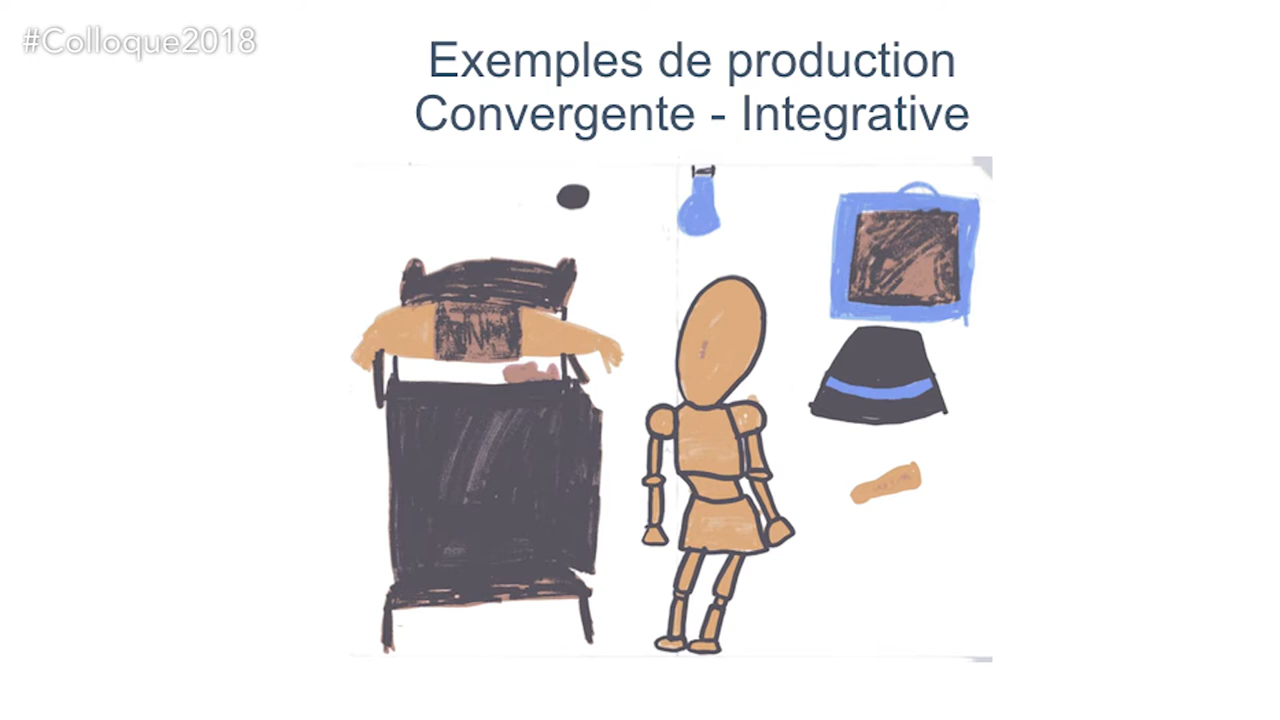 #Colloque2018
Exemples de production
Convergente - Integrative